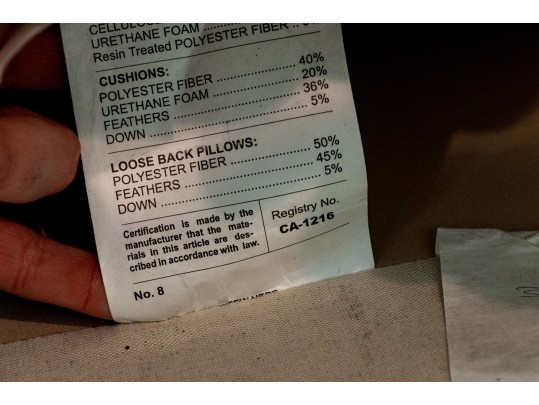 URETHANE FOAM
Resin Treated POLYESTER FIBER ..
CUSHIONS:
POLYESTER FIBER ........................ 40%
URETHANE FOAM ........................ 20%
FEATHERS .................................... 36%
DOWN ............................................ 5%
LOOSE BACK PILLOWS:
POLYESTER FIBER ........................ 50%
FEATHERS .................................... 45%
DOWN ............................................ 5%
Certification is made by the
manufacturer that the mate-
rials in this article are des-
cribed in accordance with law.
Registry No.
CA-1216
No. 8